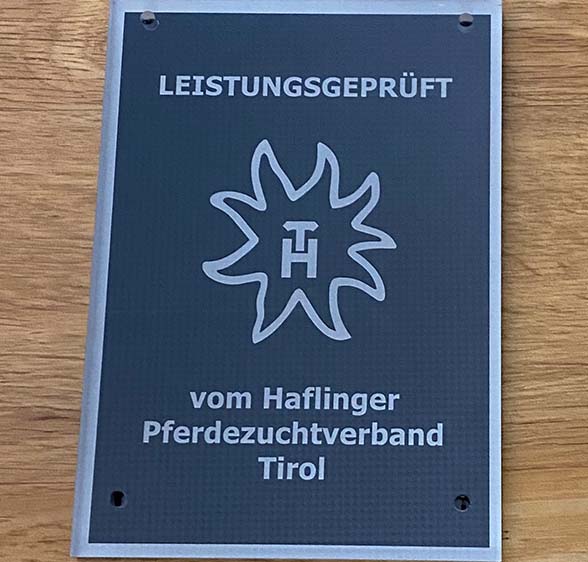 LEISTUNGSGEPRÜFT
TH
vom Haflinger
Pferdezuchtverband
Tirol